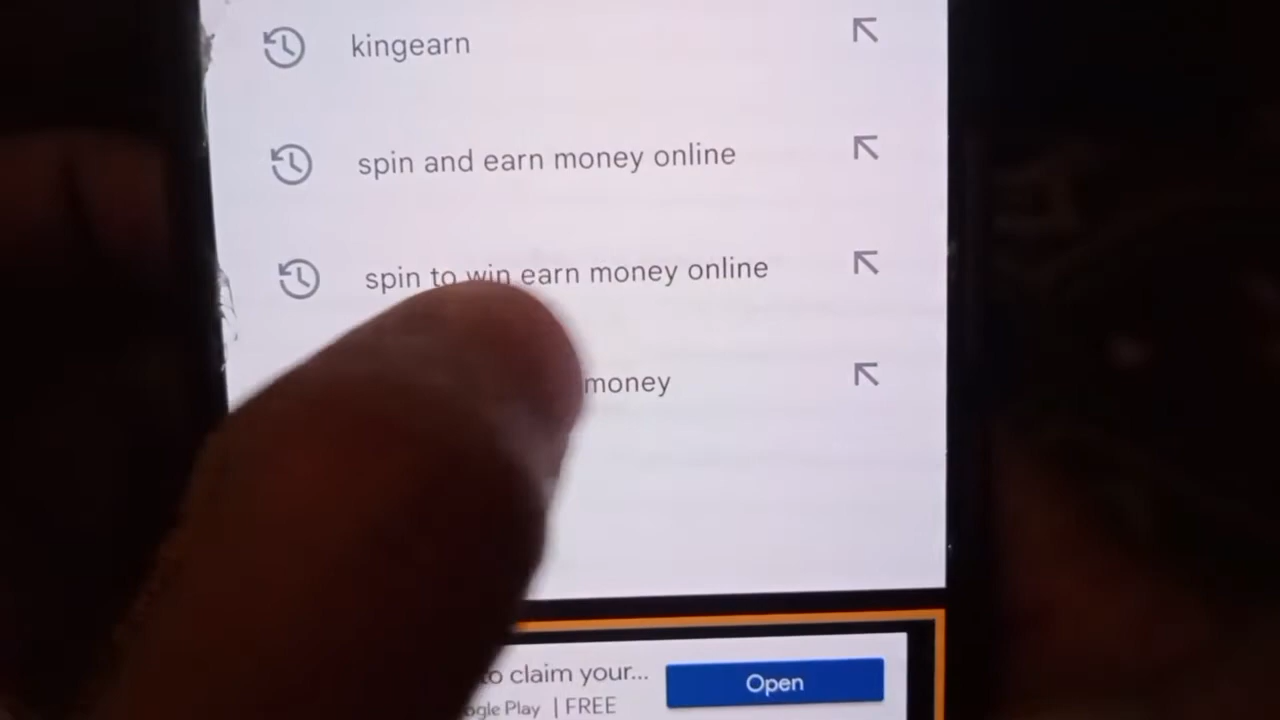 kingearn
spin and earn money online
spin to win earn money online
money
to claim your...
Open
ogle Play | FREE